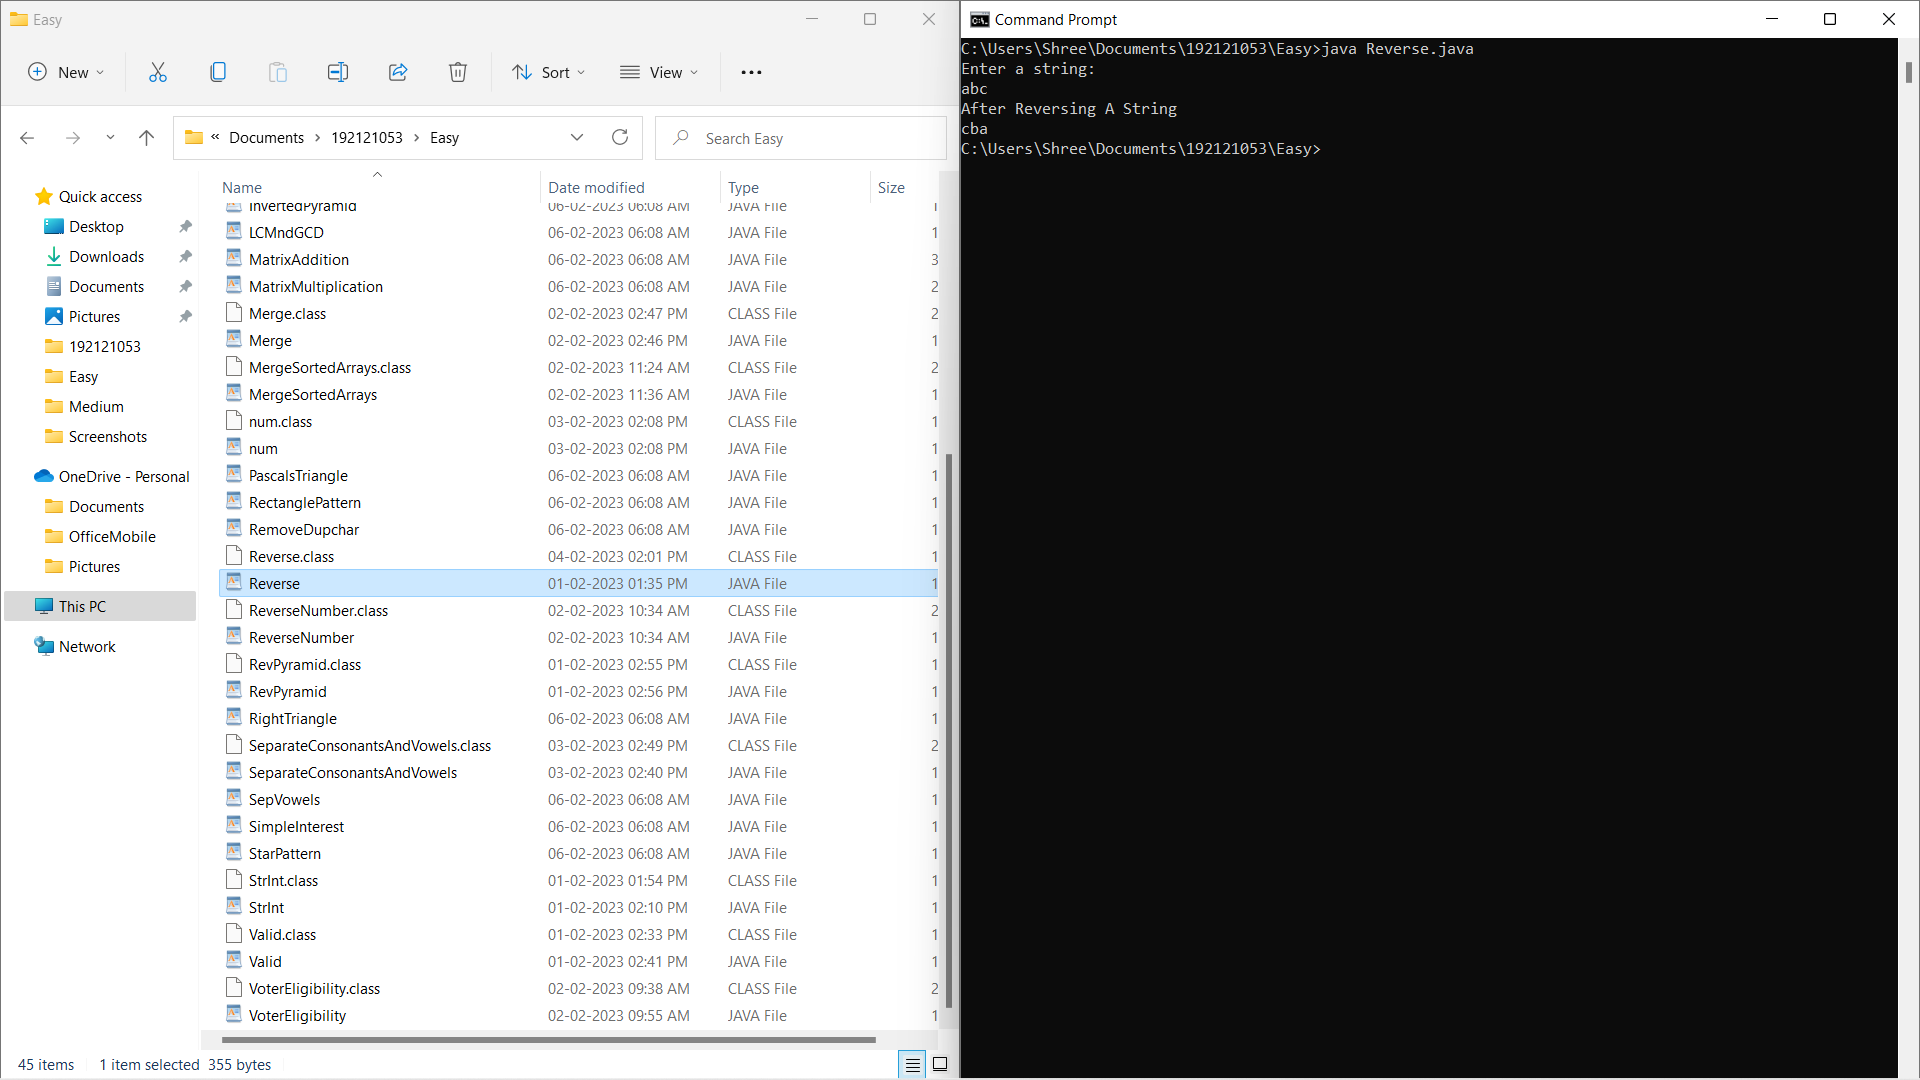 Easy
New
Sort
View
« Documents > 192121053 > Easy
Search Easy
Quick access
Desktop
Downloads
Documents
Pictures
192121053
Easy
Medium
Screenshots
OneDrive - Personal
Documents
OfficeMobile
Pictures
This PC
Network
Name Date modified Type Size
InvertedPyramid 06-02-2023 06:08 AM JAVA File 1
LCMndGCD 06-02-2023 06:08 AM JAVA File 1
MatrixAddition 06-02-2023 06:08 AM JAVA File 3
MatrixMultiplication 06-02-2023 06:08 AM JAVA File 2
Merge.class 02-02-2023 02:47 PM CLASS File 2
Merge 02-02-2023 02:46 PM JAVA File 1
MergeSortedArrays.class 02-02-2023 11:24 AM CLASS File 2
MergeSortedArrays 02-02-2023 11:36 AM JAVA File 1
num.class 03-02-2023 02:08 PM CLASS File 1
num 03-02-2023 02:08 PM JAVA File 1
PascalsTriangle 06-02-2023 06:08 AM JAVA File 1
RectanglePattern 06-02-2023 06:08 AM JAVA File 1
RemoveDupchar 06-02-2023 06:08 AM JAVA File 1
Reverse.class 04-02-2023 02:01 PM CLASS File 1
Reverse 01-02-2023 01:35 PM JAVA File 1
ReverseNumber.class 02-02-2023 10:34 AM CLASS File 2
ReverseNumber 02-02-2023 10:34 AM JAVA File 1
RevPyramid.class 01-02-2023 02:55 PM CLASS File 1
RevPyramid 01-02-2023 02:56 PM JAVA File 1
RightTriangle 06-02-2023 06:08 AM JAVA File 1
SeparateConsonantsAndVowels.class 03-02-2023 02:49 PM CLASS File 2
SeparateConsonantsAndVowels 03-02-2023 02:40 PM JAVA File 1
SepVowels 06-02-2023 06:08 AM JAVA File 1
SimpleInterest 06-02-2023 06:08 AM JAVA File 1
StarPattern 06-02-2023 06:08 AM JAVA File 1
StrInt.class 01-02-2023 01:54 PM CLASS File 1
StrInt 01-02-2023 02:10 PM JAVA File 1
Valid.class 01-02-2023 02:33 PM CLASS File 1
Valid 01-02-2023 02:41 PM JAVA File 1
VoterEligibility.class 02-02-2023 09:38 AM CLASS File 2
VoterEligibility 02-02-2023 09:55 AM JAVA File 1
45 items 1 item selected 355 bytes
Command Prompt
C:\Users\Shree\Documents\192121053\Easy>java Reverse.java
Enter a string:
abc
After Reversing A String
cba
C:\Users\Shree\Documents\192121053\Easy>